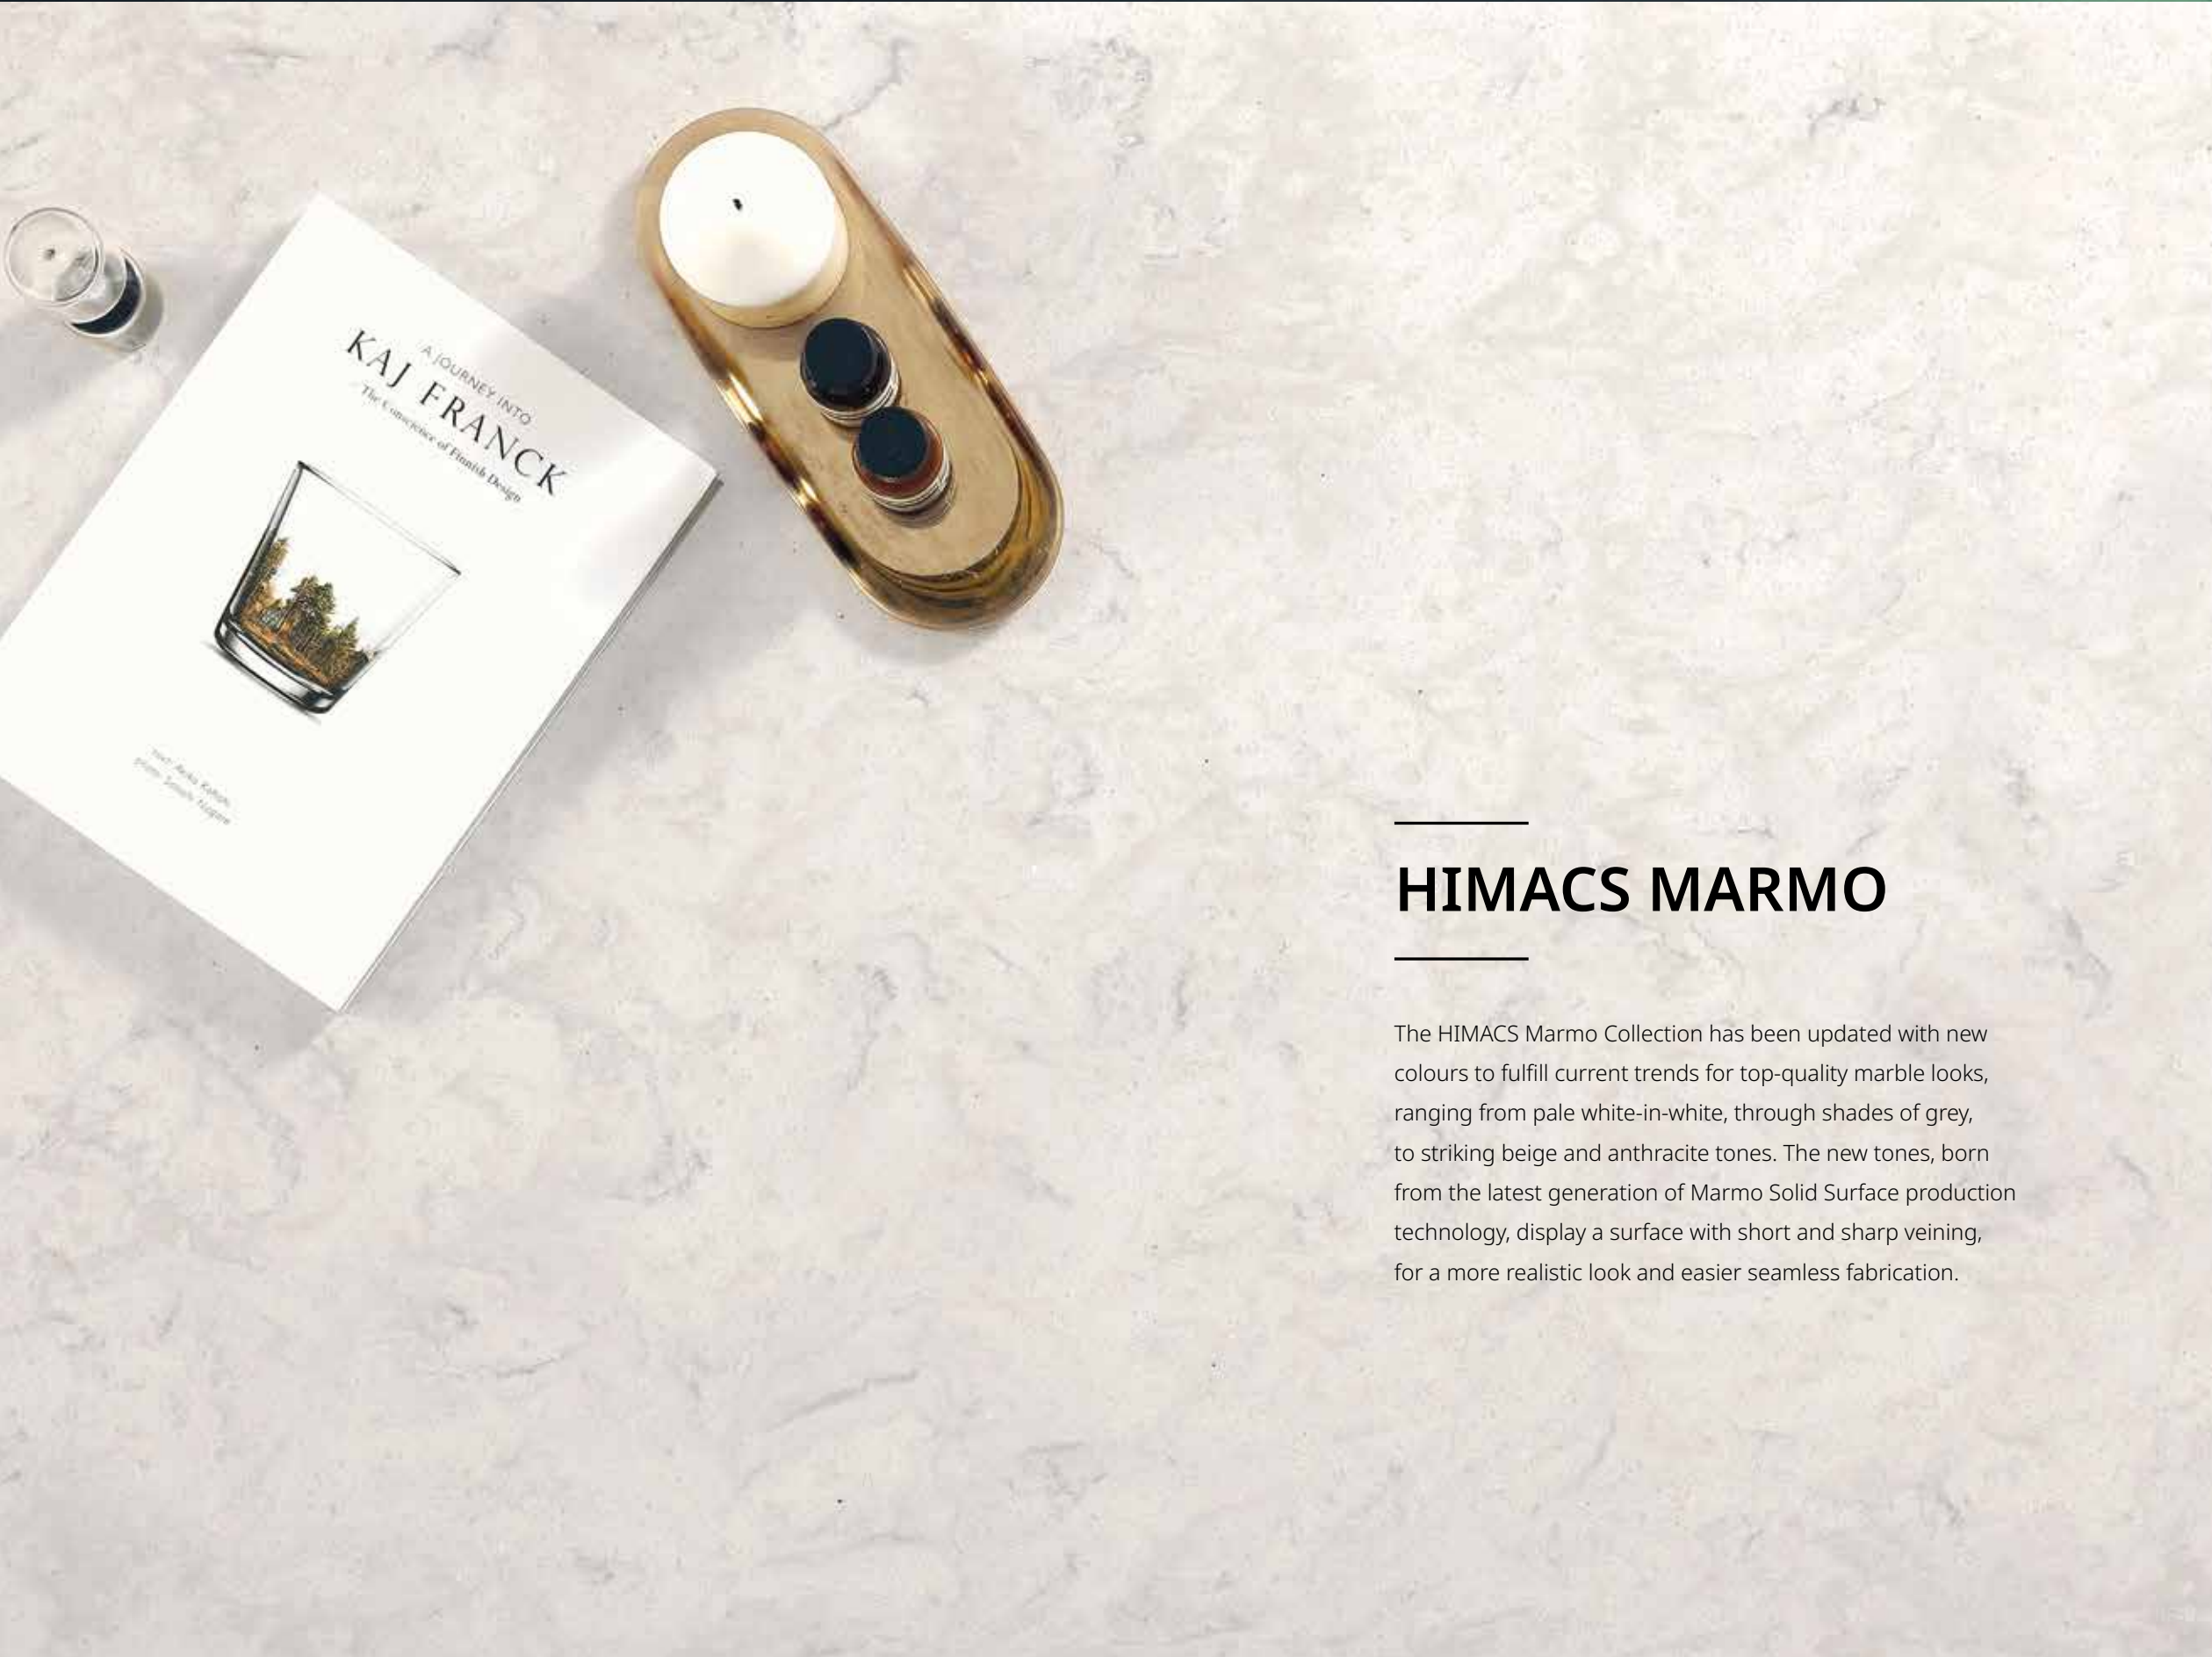 A JOURNEY INTO
KAJ FRANCK
The Conscience of Finnish Design
HIMACS MARMO
The HIMACS Marmo Collection has been updated with new
colours to fulfill current trends for top-quality marble looks,
ranging from pale white-in-white, through shades of grey,
to striking beige and anthracite tones. The new tones, born
from the latest generation of Marmo Solid Surface production
technology, display a surface with short and sharp veining,
for a more realistic look and easier seamless fabrication.